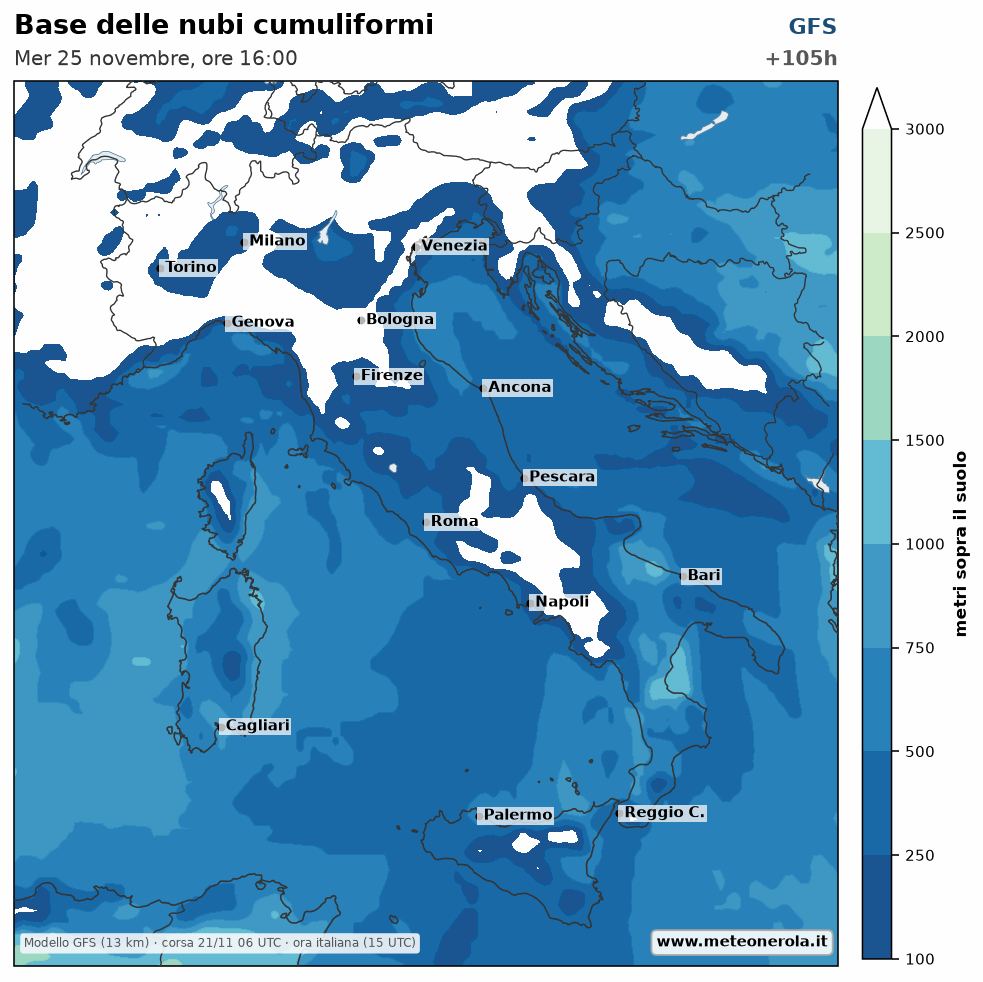 Base delle nubi cumuliformi
GFS
Mer 25 novembre, ore 16:00
+105h
3000
2500
2000
1500
1000
750
500
250
100
metri sopra il suolo
Milano
Venezia
Torino
Genova
Bologna
Firenze
Ancona
Pescara
Roma
Bari
Napoli
Cagliari
Palermo
Reggio C.
Modello GFS (13 km) · corsa 21/11 06 UTC · ora italiana (15 UTC)
www.meteonerola.it